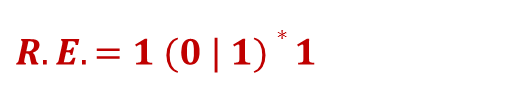 R.E.= 1 (0 | 1) * 1